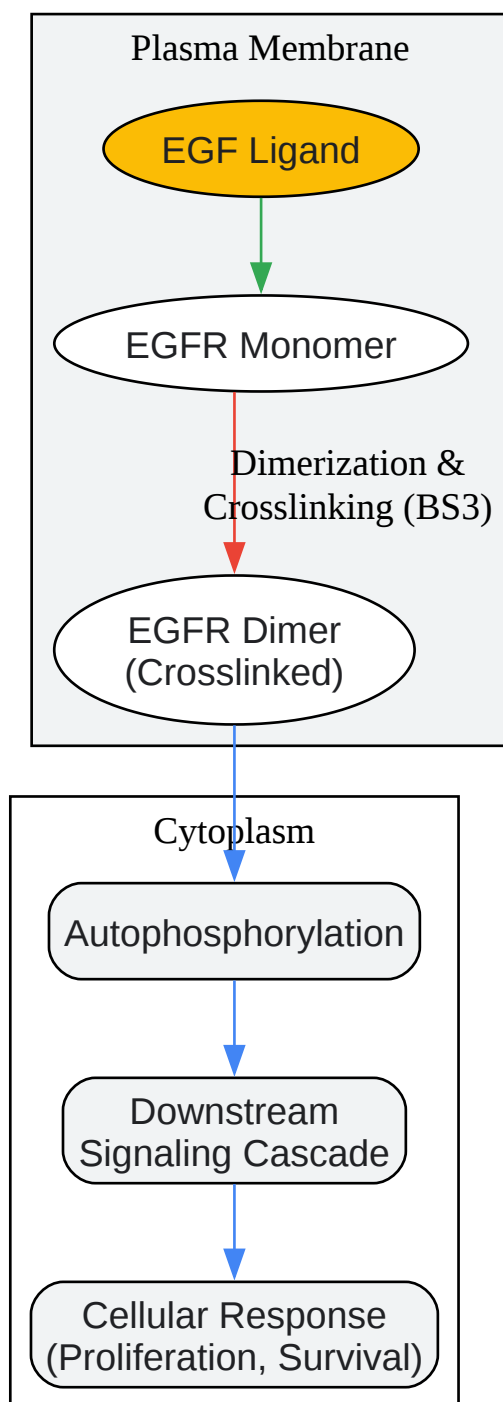 Plasma Membrane
EGF Ligand
EGFR Monomer
Dimerization &
Crosslinking (BS3)
EGFR Dimer
(Crosslinked)
Cytoplasm
Autophosphorylation
Downstream
Signaling Cascade
Cellular Response
(Proliferation, Survival)